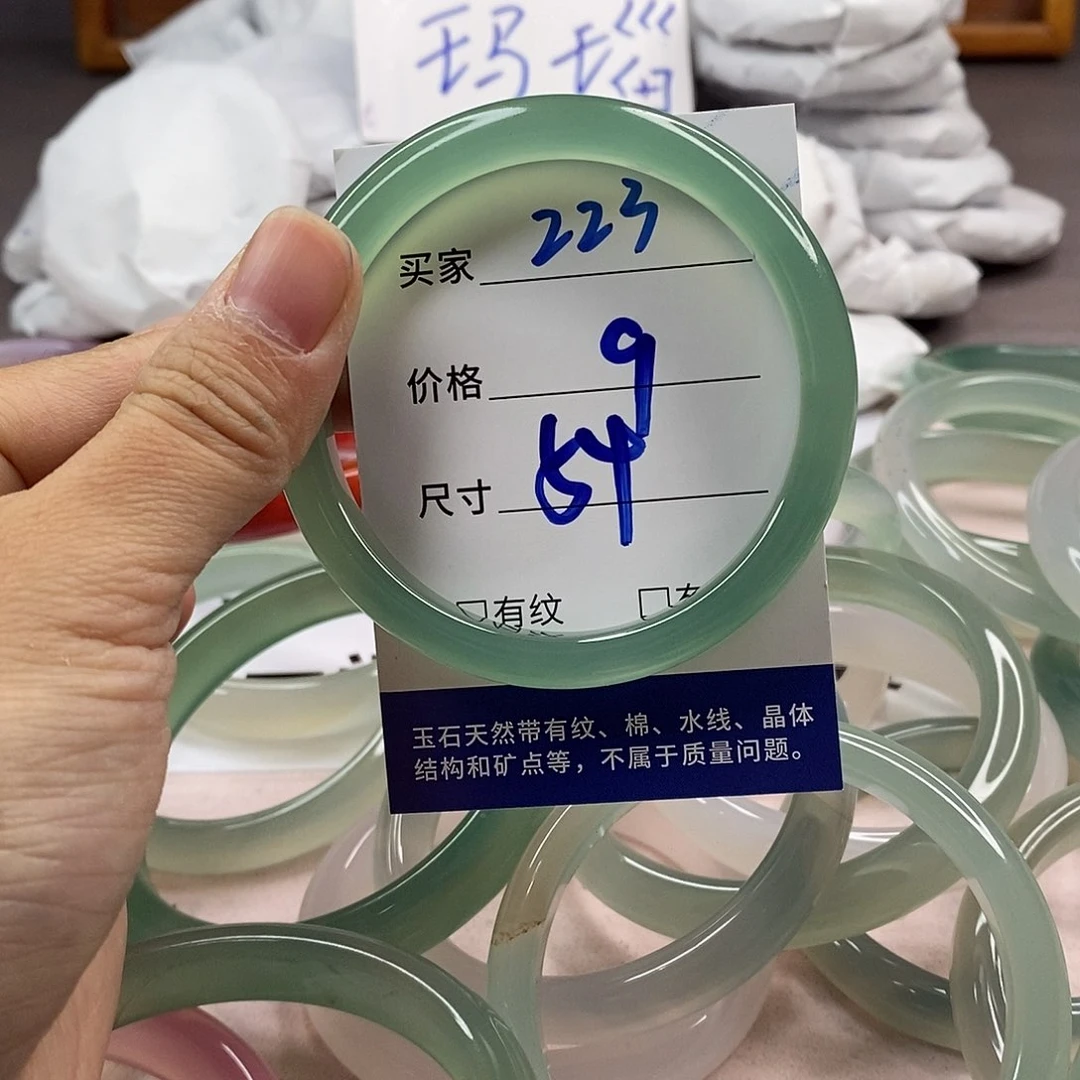 玛瑙
买家 223
价格 9
尺寸 54
□有纹 □有
玉石天然带有纹、棉、水线、晶体
结构和矿点等，不属于质量问题。